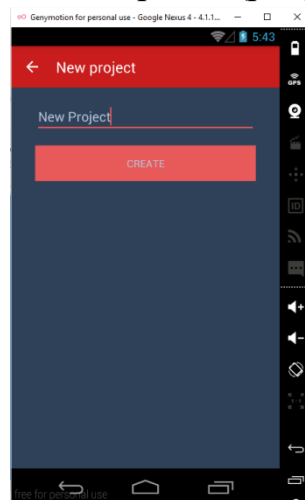 Genymotion for personal use - Google Nexus 4 - 4.1.1...
5:43
New project
New Project
CREATE
GPS
ID
free for personal use